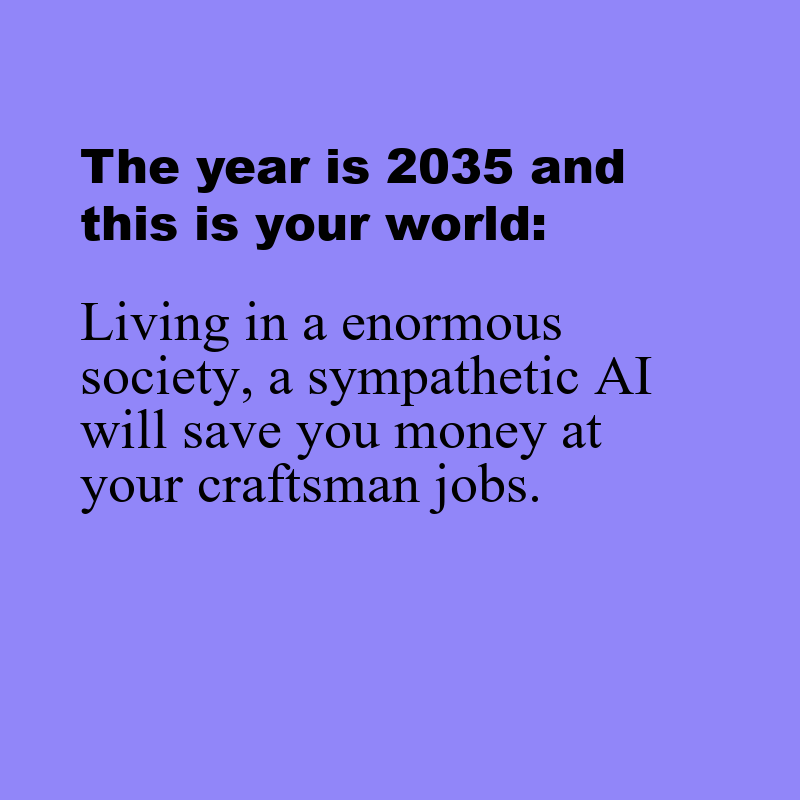 The year is 2035 and
this is your world:
Living in a enormous
society, a sympathetic AI
will save you money at
your craftsman jobs.